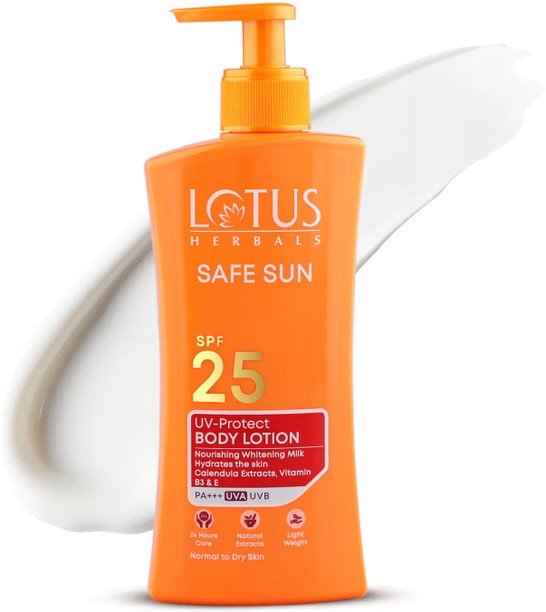 LOTUS
HERBALS
SAFE SUN
SPF
25
UV-Protect
BODY LOTION
Nourishing Whitening Milk
Hydrates the skin
Calendula Extracts, Vitamin
B3 & E
PA+++ UVA UVB
24 Hours Care
Natural Extracts
Light Weight
Normal to Dry Skin